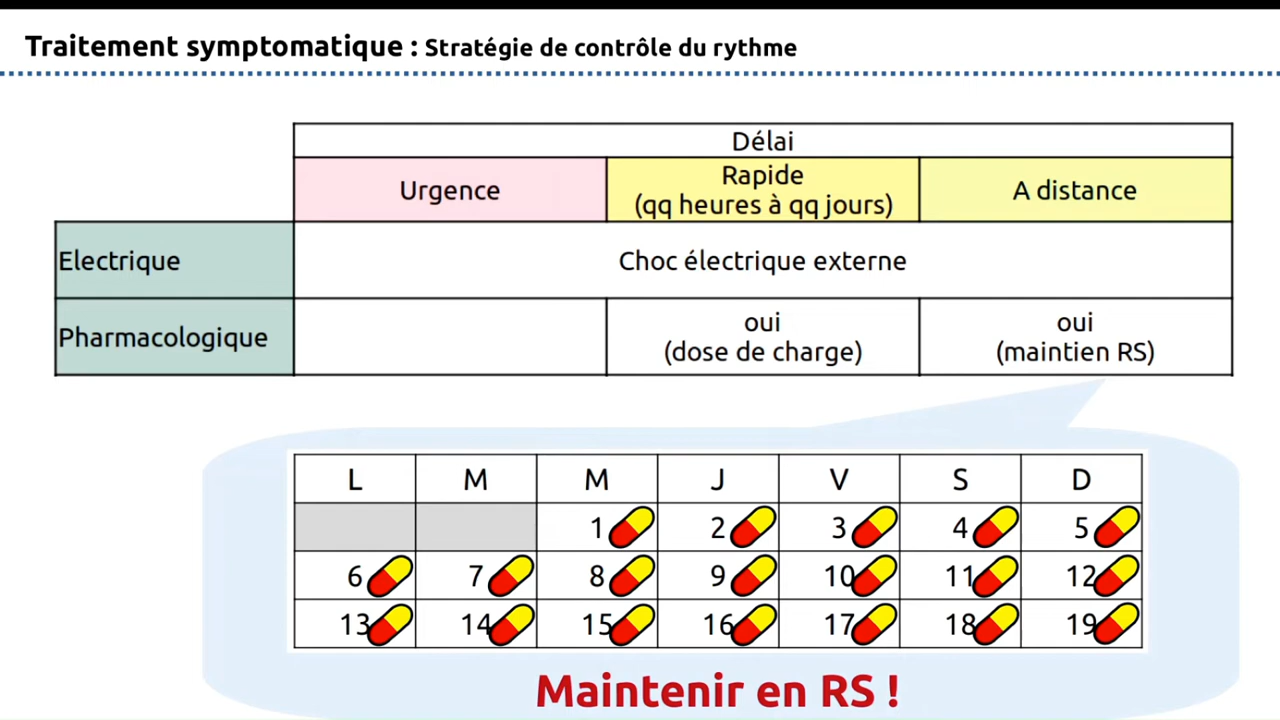 Traitement symptomatique : Stratégie de contrôle du rythme
Délai
Urgence
Rapide
(qq heures à qq jours)
A distance
Electrique
Choc électrique externe
Pharmacologique
oui
(dose de charge)
oui
(maintien RS)
L M M J V S D
1 2 3 4 5
6 7 8 9 10 11 12
13 14 15 16 17 18 19
Maintenir en RS !